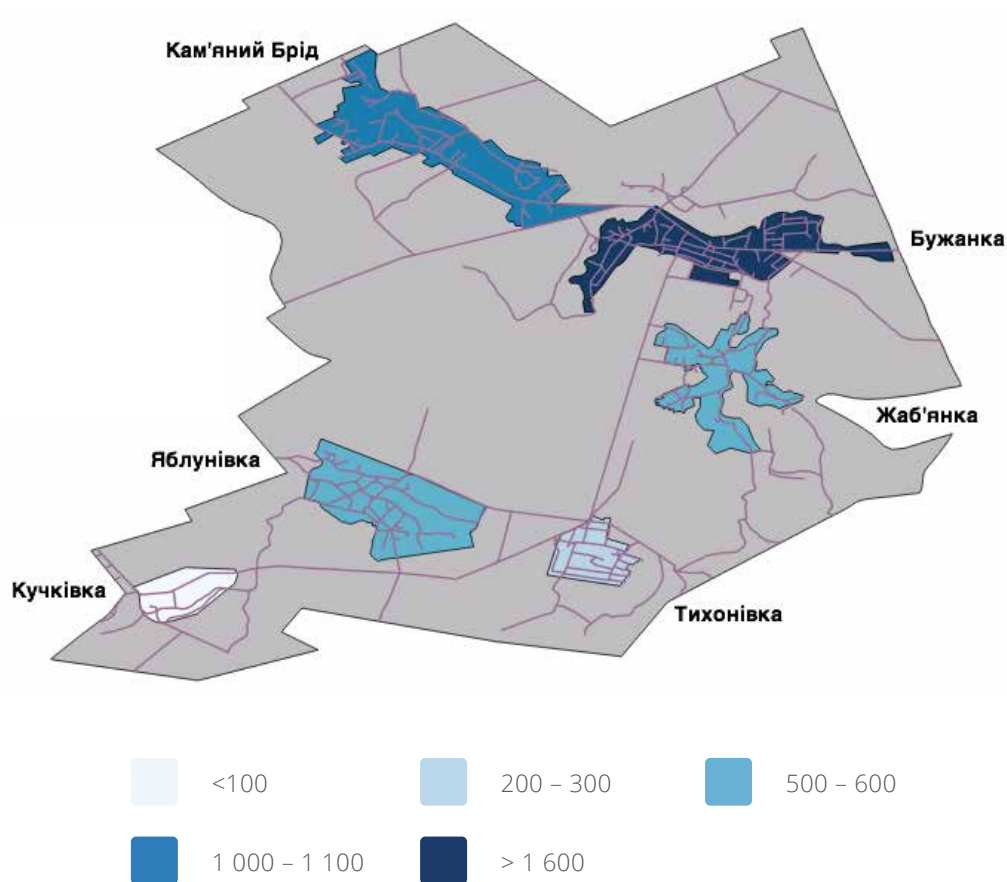 Кам'яний Брід
Бужанка
Жаб'янка
Яблунівка
Кучківка
Тихонівка
<100
200 – 300
500 – 600
1 000 – 1 100
> 1 600